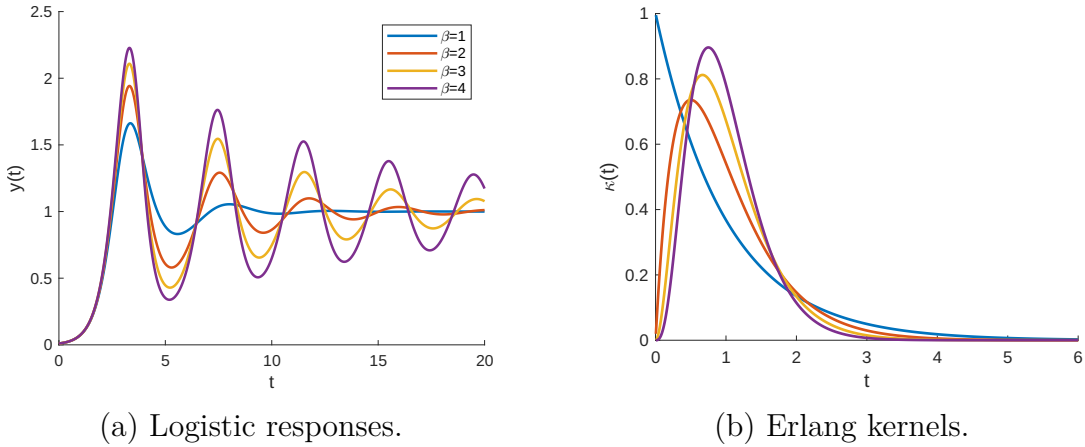 2.5
2
1.5
1
0.5
0
0 5 10 15 20
y(t)
t
β=1
β=2
β=3
β=4
1
0.8
0.6
0.4
0.2
0
0 1 2 3 4 5 6
κ(t)
t
(a) Logistic responses.
(b) Erlang kernels.